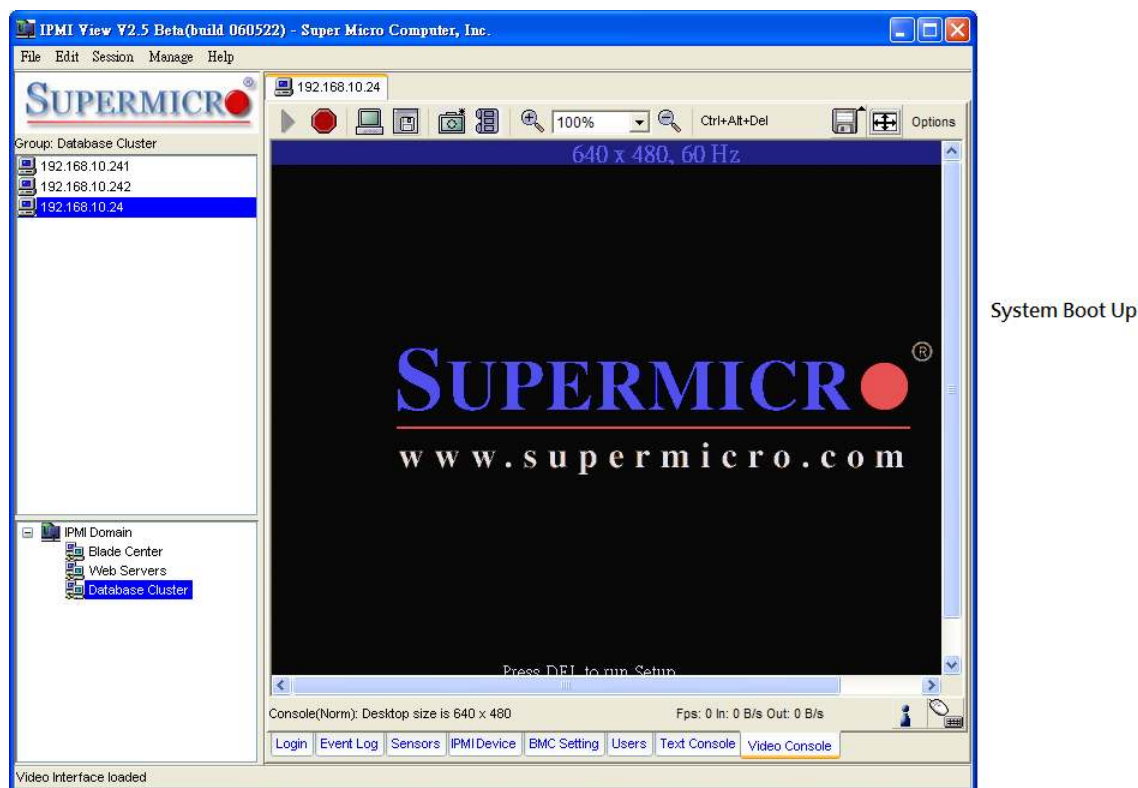 IPMI View V2.5 Beta(build 060522) - Super Micro Computer, Inc.
File Edit Session Manage Help
SUPERMICRO®
Group: Database Cluster
192.168.10.241
192.168.10.242
192.168.10.24
IPMI Domain
Blade Center
Web Servers
Database Cluster
192.168.10.24
100%
Ctrl+Alt+Del
Options
640 x 480, 60 Hz
SUPERMICRO®
www.supermicro.com
Press DEL to run Setup
Console(Norm): Desktop size is 640 x 480
Fps: 0 In: 0 B/s Out: 0 B/s
Login Event Log Sensors IPMI Device BMC Setting Users Text Console Video Console
Video Interface loaded
System Boot Up